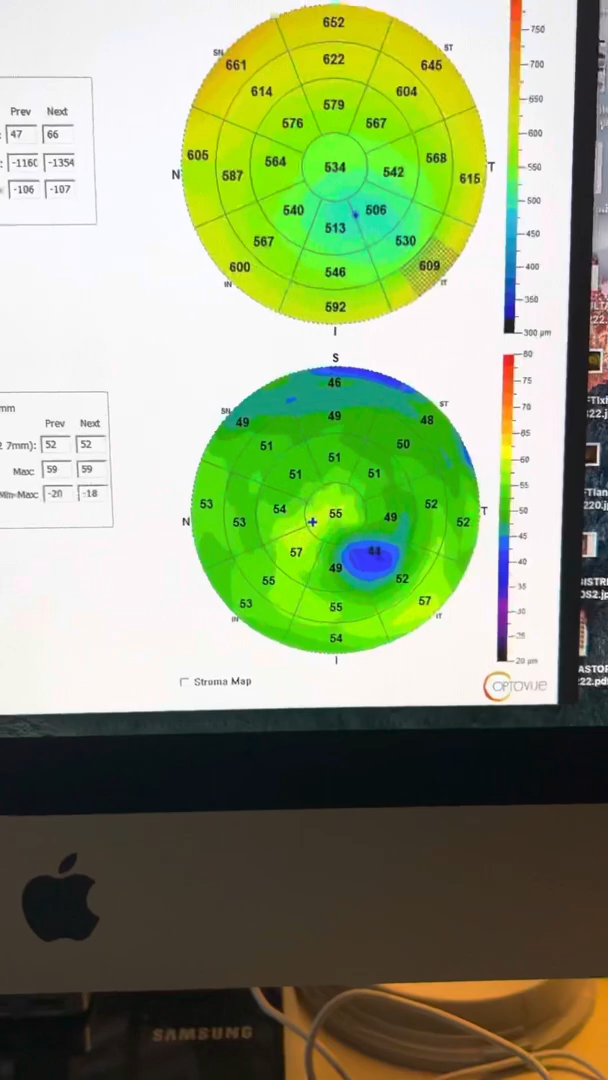 652
SN
ST
661
622
645
614
604
579
576
567
Prev Next
47 66
-1160 -1354
-106 -107
605
587
564
534
542
568
615
N
T
540
513
506
567
530
600
546
609
IN
IT
592
I
750
700
650
600
550
500
450
400
350
300 µm
S
46
SN
ST
49
49
48
51
50
51
51
51
53
53
54
55
49
52
52
N
T
57
49
44
52
55
55
57
53
54
IN
IT
I
80
75
70
65
60
55
50
45
40
35
30
25
20 µm
mm
Prev Next
2 7mm): 52 52
Max: 59 59
Min-Max: -20 -18
Stroma Map
OPTOVUE
SAMSUNG